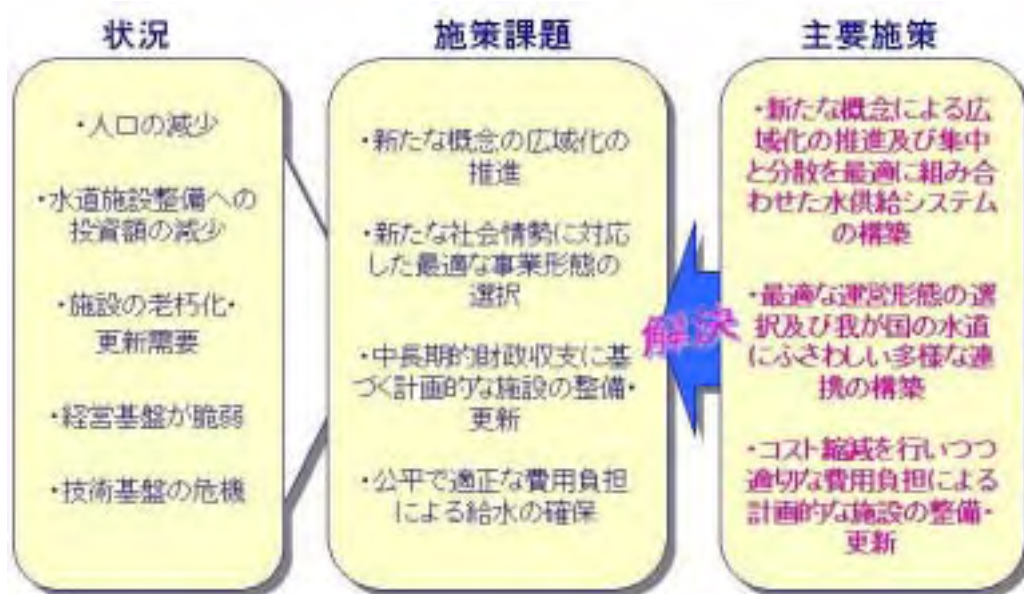 状況
・人口の減少
・水道施設整備への
投資額の減少
・施設の老朽化・
更新需要
・経営基盤が脆弱
・技術基盤の危機
施策課題
・新たな概念の広域化の
推進
・新たな社会情勢に対応
した最適な事業形態の
選択
・中長期的財政収支に基
づく計画的な施設の整備・
更新
・公平で適正な費用負担
による給水の確保
解決
主要施策
・新たな概念による広
域化の推進及び集中
と分散を最適に組み合
わせた水供給システム
の構築
・最適な運営形態の選
択及び我が国の水道
にふさわしい多様な連
携の構築
・コスト縮減を行いつつ
適切な費用負担による
計画的な施設の整備・
更新